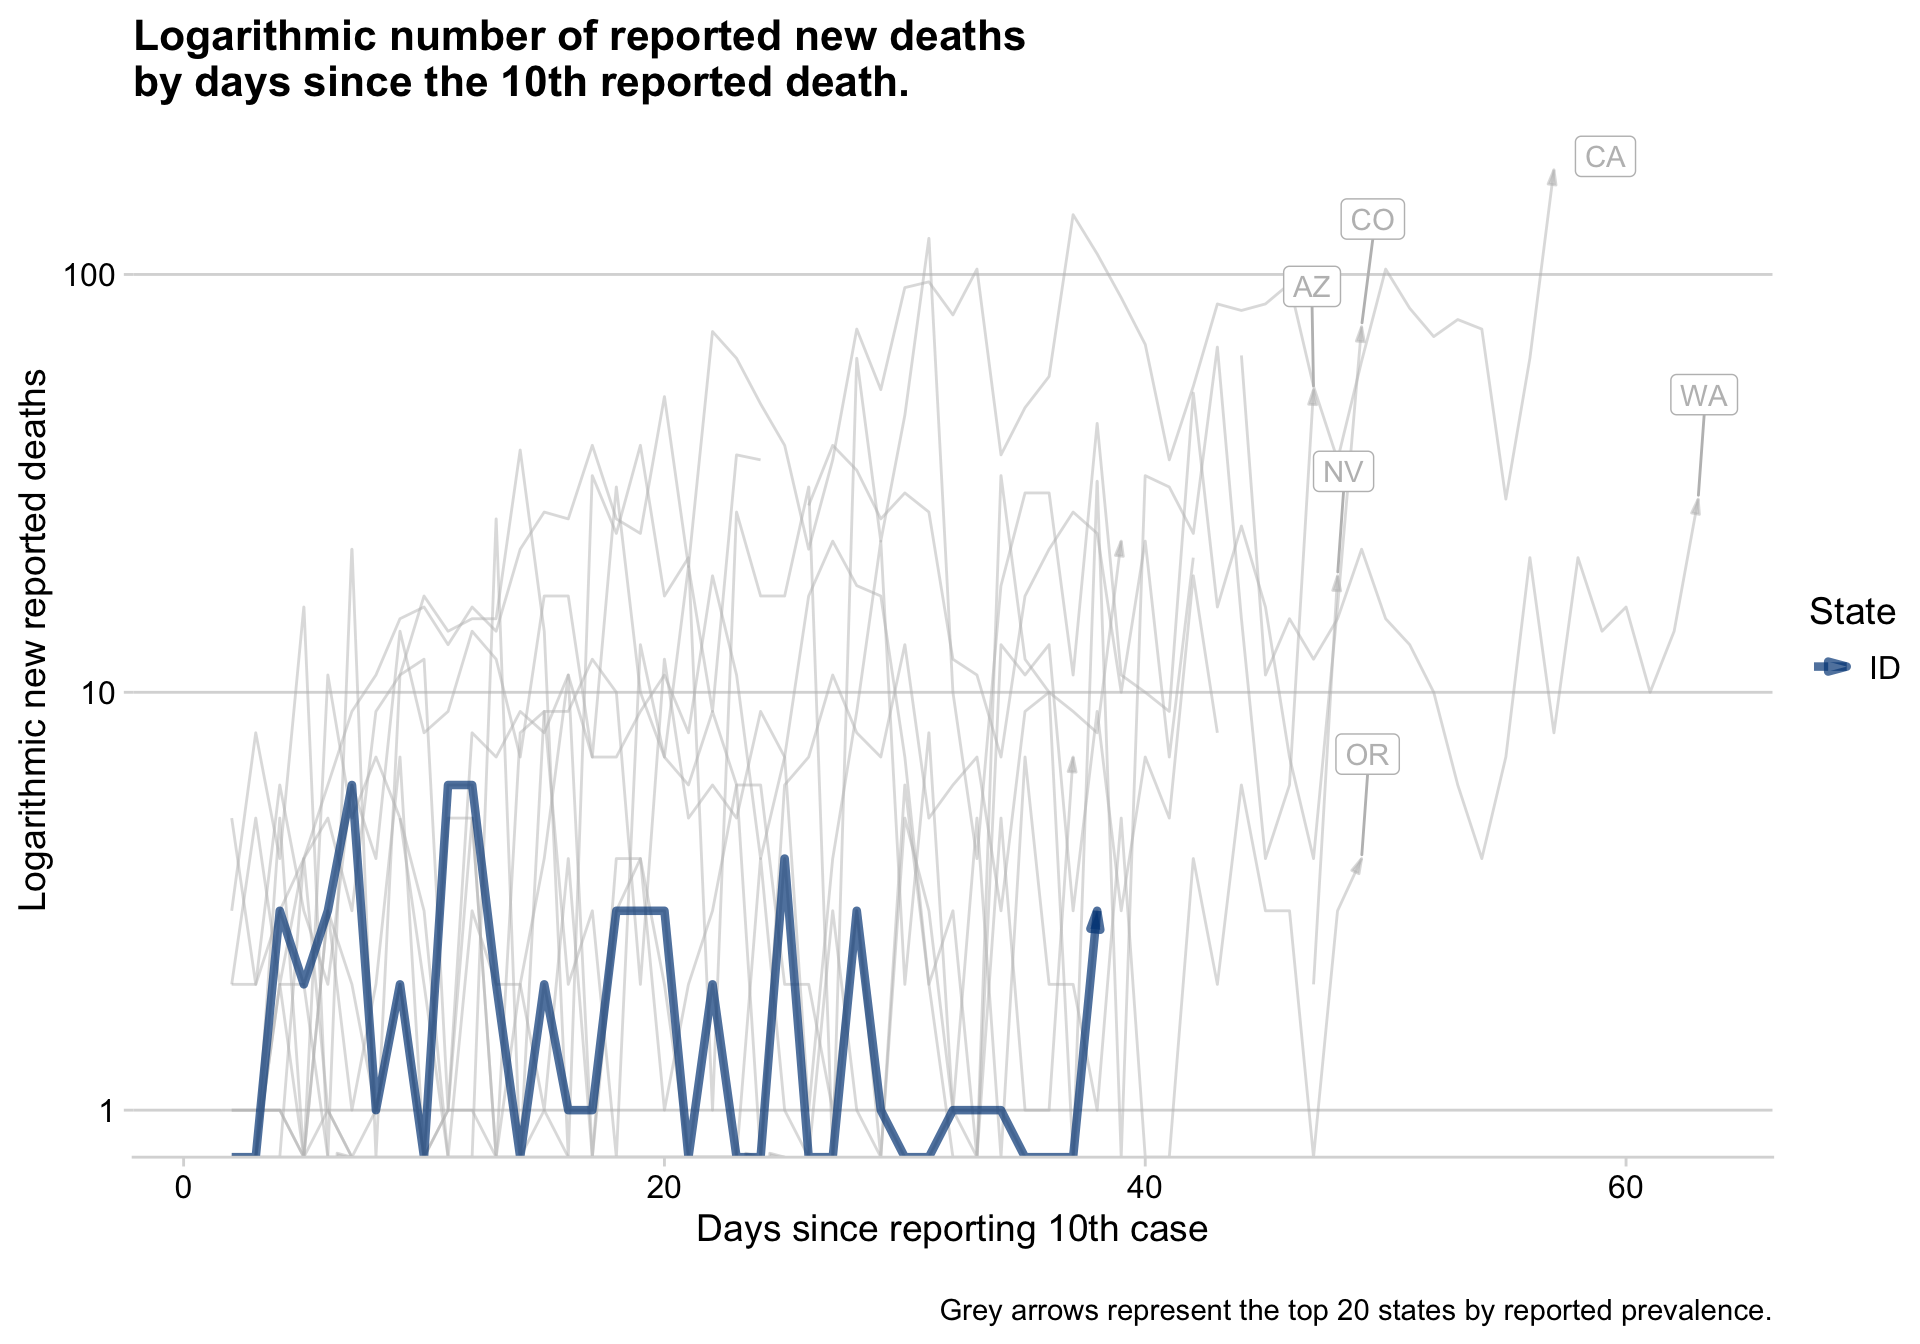 Logarithmic number of reported new deaths
by days since the 10th reported death.
CA
CO
100
AZ
WA
NV
Logarithmic new reported deaths
State
ID
10
OR
1
0 20 40 60
Days since reporting 10th case
Grey arrows represent the top 20 states by reported prevalence.